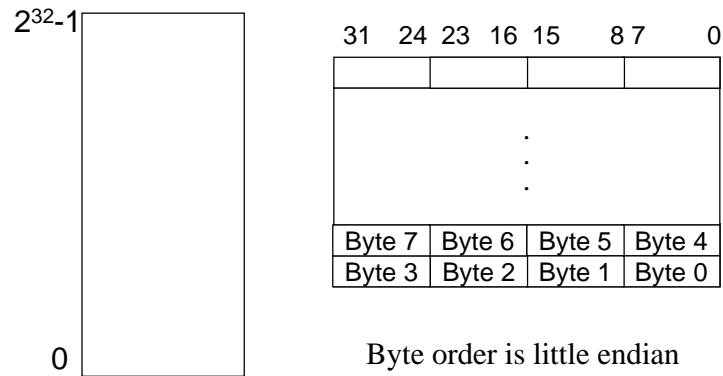 2³²-1
0
31 24 23 16 15 8 7 0
.
.
.
Byte 7 Byte 6 Byte 5 Byte 4
Byte 3 Byte 2 Byte 1 Byte 0
Byte order is little endian